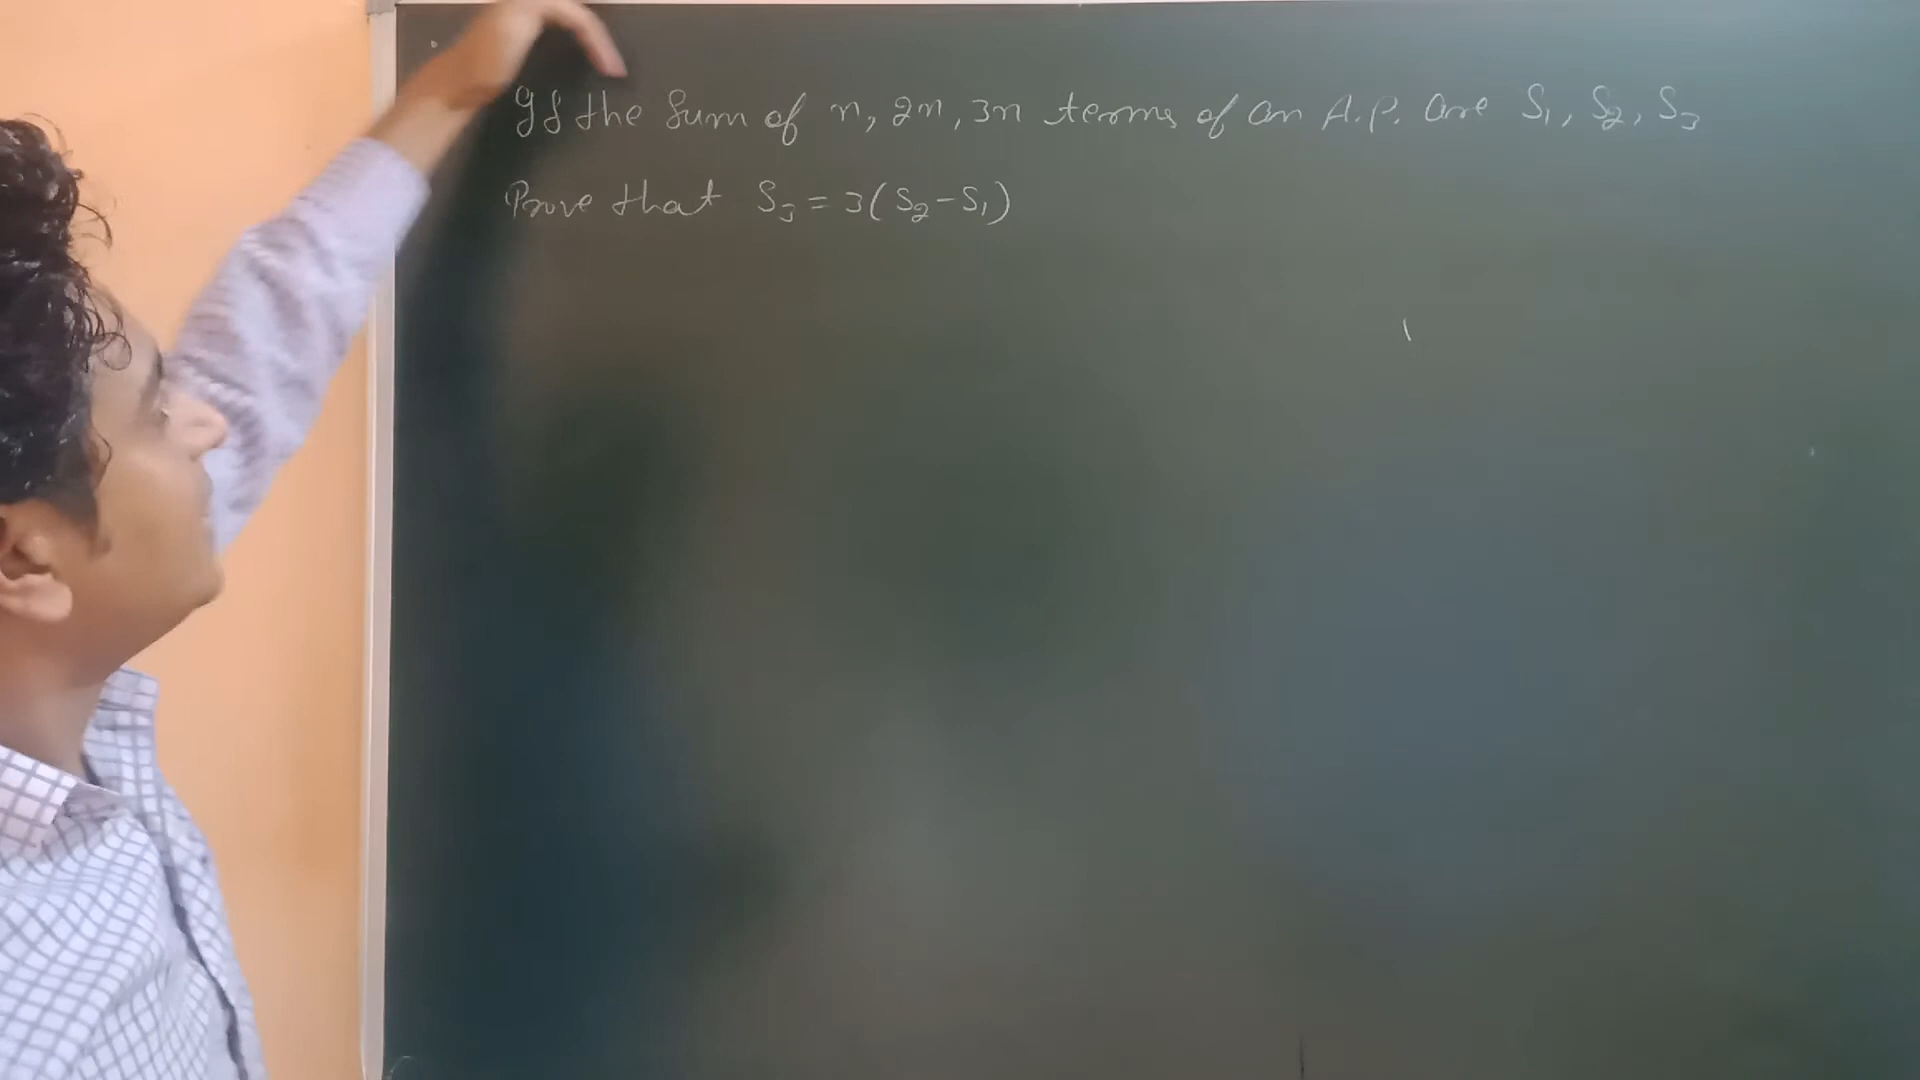 If the Sum of n, 2n, 3n terms of an A.P. are S₁, S₂, S₃
Prove that S₃ = 3(S₂-S₁)